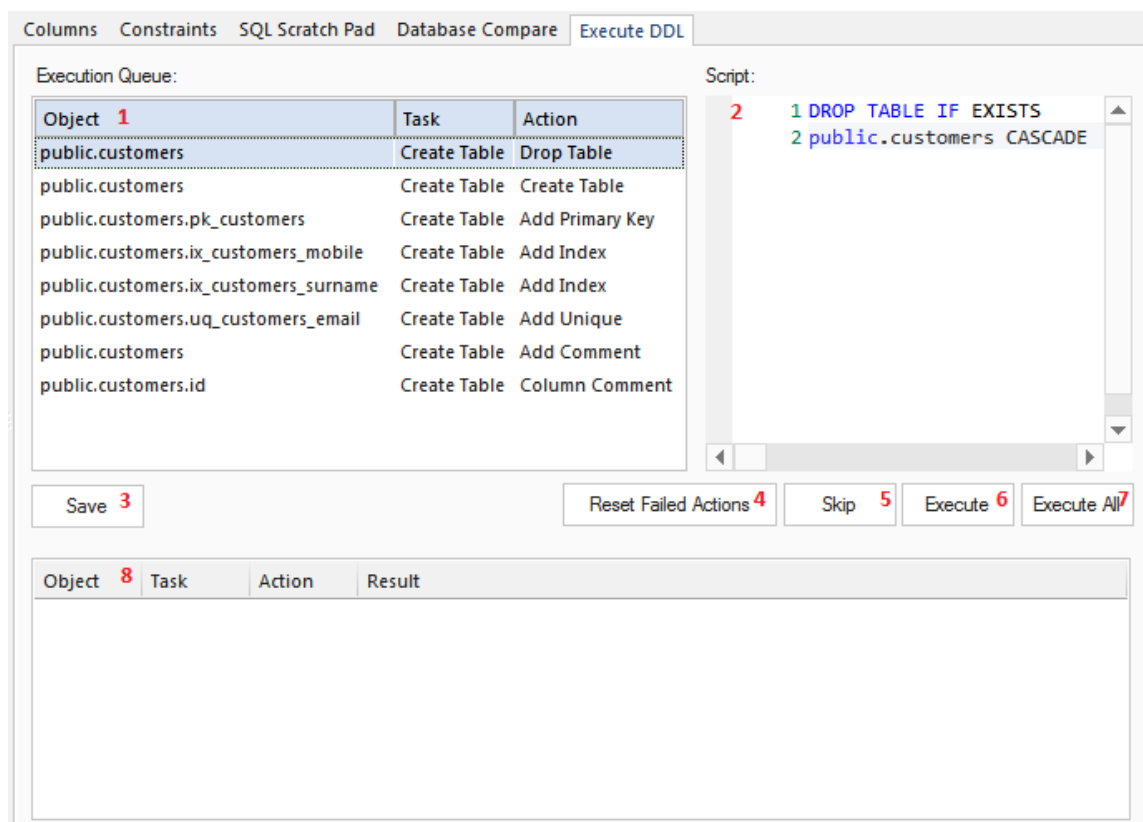 Columns Constraints SQL Scratch Pad Database Compare Execute DDL
Execution Queue:
Object 1 Task Action
public.customers Create Table Drop Table
public.customers Create Table Create Table
public.customers.pk_customers Create Table Add Primary Key
public.customers.ix_customers_mobile Create Table Add Index
public.customers.ix_customers_surname Create Table Add Index
public.customers.uq_customers_email Create Table Add Unique
public.customers Create Table Add Comment
public.customers.id Create Table Column Comment
Script:
2 1 DROP TABLE IF EXISTS
2 public.customers CASCADE
Save 3 Reset Failed Actions 4 Skip 5 Execute 6 Execute All 7
Object 8 Task Action Result